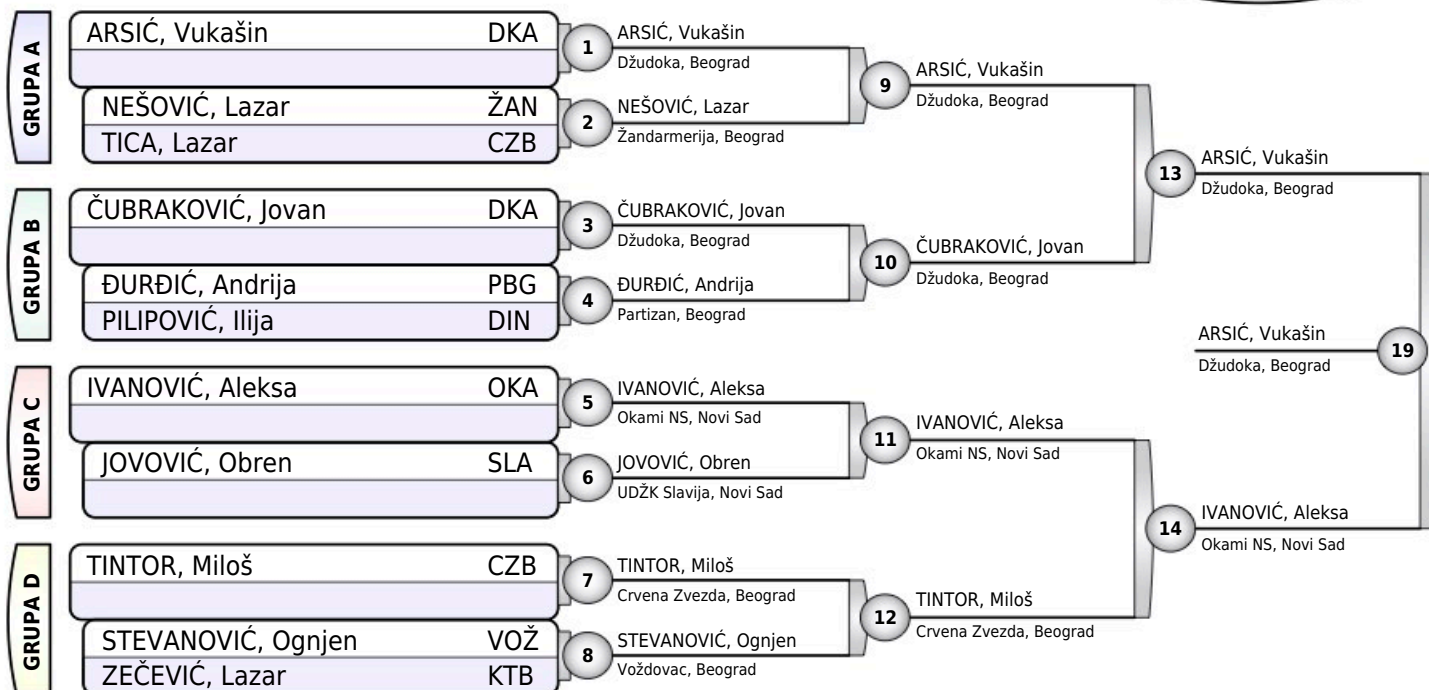 GRUPA A
ARSIĆ, Vukašin DKA
NEŠOVIĆ, Lazar ŽAN
TICA, Lazar CZB
1
ARSIĆ, Vukašin
Džudoka, Beograd
2
NEŠOVIĆ, Lazar
Žandarmerija, Beograd
9
ARSIĆ, Vukašin
Džudoka, Beograd
GRUPA B
ČUBRAKOVIĆ, Jovan DKA
ĐURĐIĆ, Andrija PBG
PILIPOVIĆ, Ilija DIN
3
ČUBRAKOVIĆ, Jovan
Džudoka, Beograd
4
ĐURĐIĆ, Andrija
Partizan, Beograd
10
ČUBRAKOVIĆ, Jovan
Džudoka, Beograd
13
ARSIĆ, Vukašin
Džudoka, Beograd
GRUPA C
IVANOVIĆ, Aleksa OKA
JOVOVIĆ, Obren SLA
5
IVANOVIĆ, Aleksa
Okami NS, Novi Sad
6
JOVOVIĆ, Obren
UDŽK Slavija, Novi Sad
11
IVANOVIĆ, Aleksa
Okami NS, Novi Sad
GRUPA D
TINTOR, Miloš CZB
STEVANOVIĆ, Ognjen VOŽ
ZEČEVIĆ, Lazar KTB
7
TINTOR, Miloš
Crvena Zvezda, Beograd
8
STEVANOVIĆ, Ognjen
Voždovac, Beograd
12
TINTOR, Miloš
Crvena Zvezda, Beograd
14
IVANOVIĆ, Aleksa
Okami NS, Novi Sad
ARSIĆ, Vukašin
Džudoka, Beograd
19